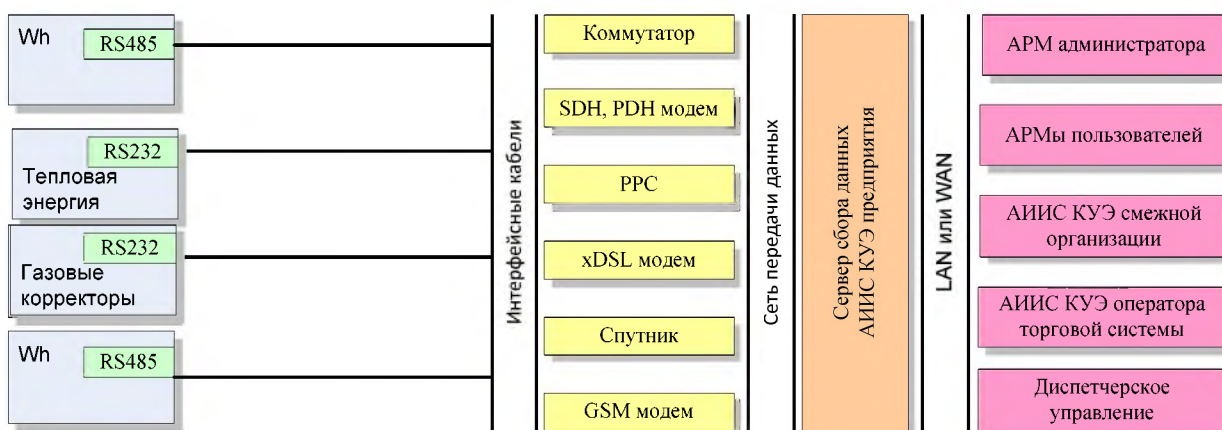 Wh
RS485
RS232
Тепловая
энергия
RS232
Газовые
корректоры
Wh
RS485
Интерфейсные кабели
Коммутатор
SDH, PDH модем
РРС
xDSL модем
Спутник
GSM модем
Сеть передачи данных
Сервер сбора данных
АИИС КУЭ предприятия
LAN или WAN
АРМ администратора
АРМы пользователей
АИИС КУЭ смежной
организации
АИИС КУЭ оператора
торговой системы
Диспетчерское
управление